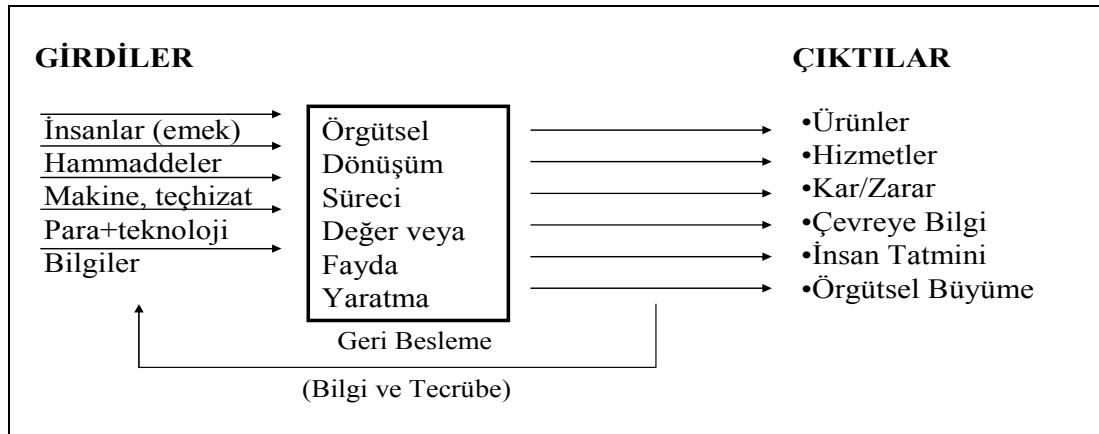 GİRDİLER
İnsanlar (emek)
Hammaddeler
Makine, teçhizat
Para+teknoloji
Bilgiler
Örgütsel
Dönüşüm
Süreci
Değer veya
Fayda
Yaratma
ÇIKTILAR
•Ürünler
•Hizmetler
•Kar/Zarar
•Çevreye Bilgi
•İnsan Tatmini
•Örgütsel Büyüme
Geri Besleme
(Bilgi ve Tecrübe)